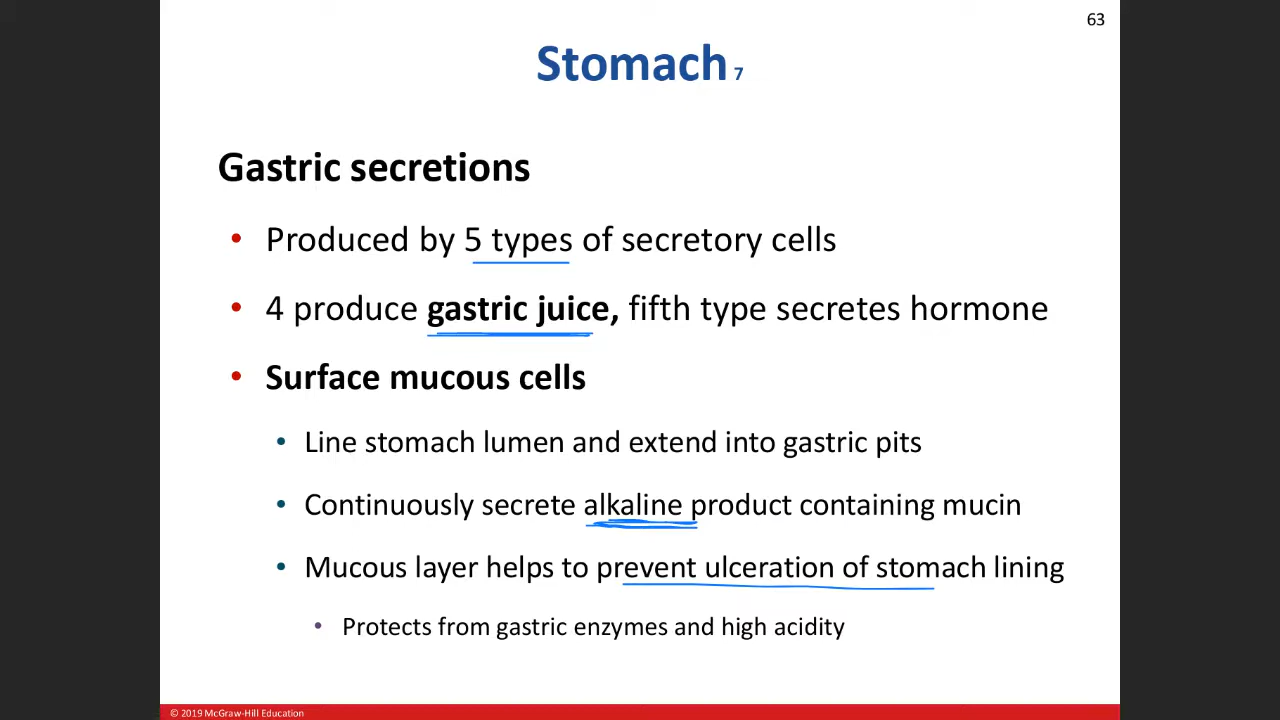 63
Stomach 7
Gastric secretions
• Produced by 5 types of secretory cells
• 4 produce gastric juice, fifth type secretes hormone
• Surface mucous cells
• Line stomach lumen and extend into gastric pits
• Continuously secrete alkaline product containing mucin
• Mucous layer helps to prevent ulceration of stomach lining
• Protects from gastric enzymes and high acidity
© 2019 McGraw-Hill Education